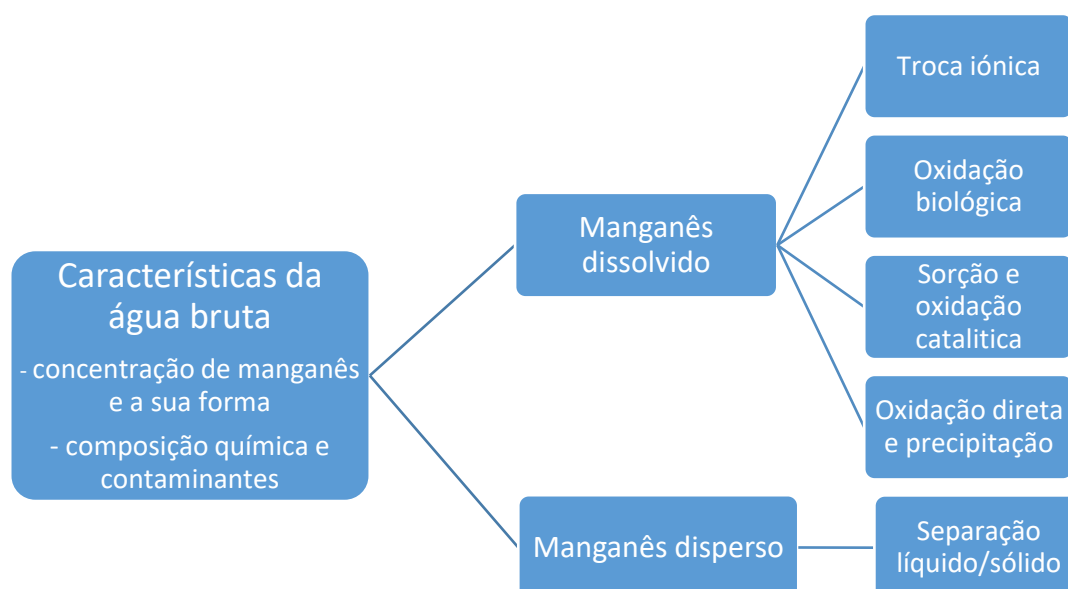 Características da
água bruta
- concentração de manganês
e a sua forma
- composição química e
contaminantes
Manganês
dissolvido
Manganês disperso
Troca iónica
Oxidação
biológica
Sorção e
oxidação
catalitica
Oxidação direta
e precipitação
Separação
líquido/sólido